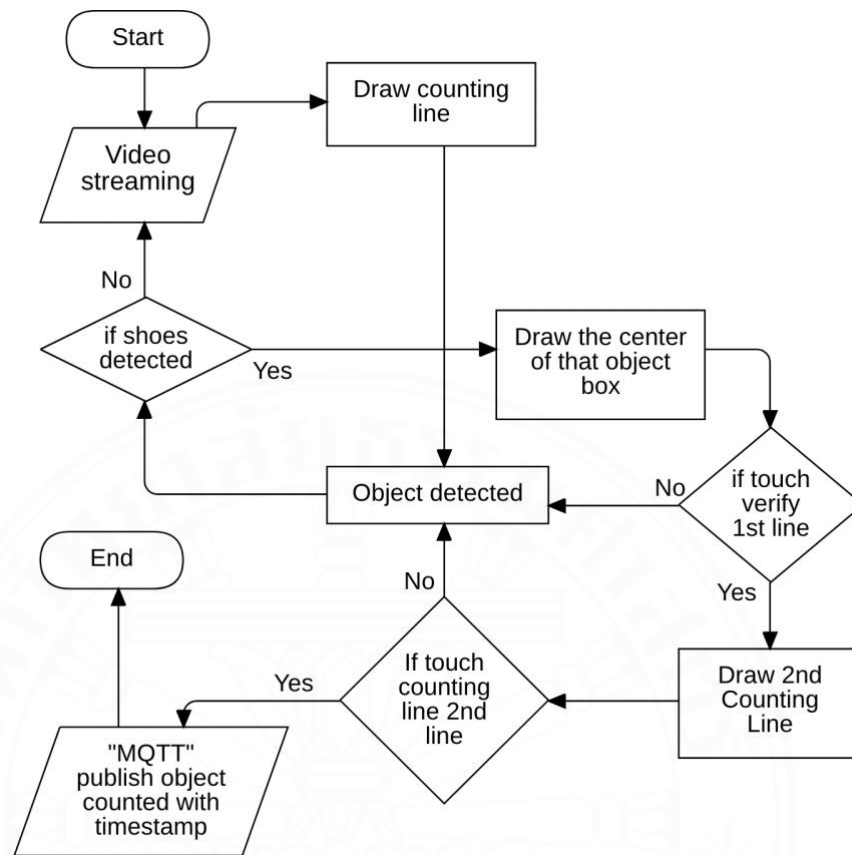 Start
Draw counting
line
Video
streaming
No
if shoes
detected
Yes
Draw the center
of that object
box
Object detected
No
if touch
verify
1st line
Yes
End
No
If touch
counting
line 2nd
line
Draw 2nd
Counting
Line
Yes
"MQTT"
publish object
counted with
timestamp